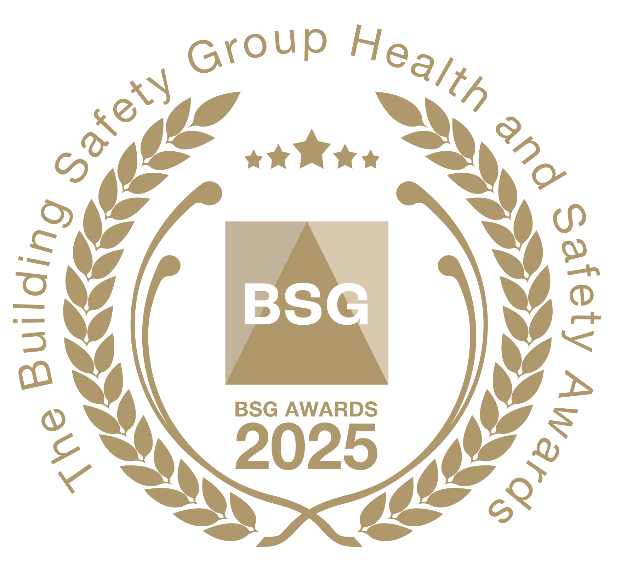 The Building Safety Group Health and Safety Awards
BSG
BSG AWARDS
2025